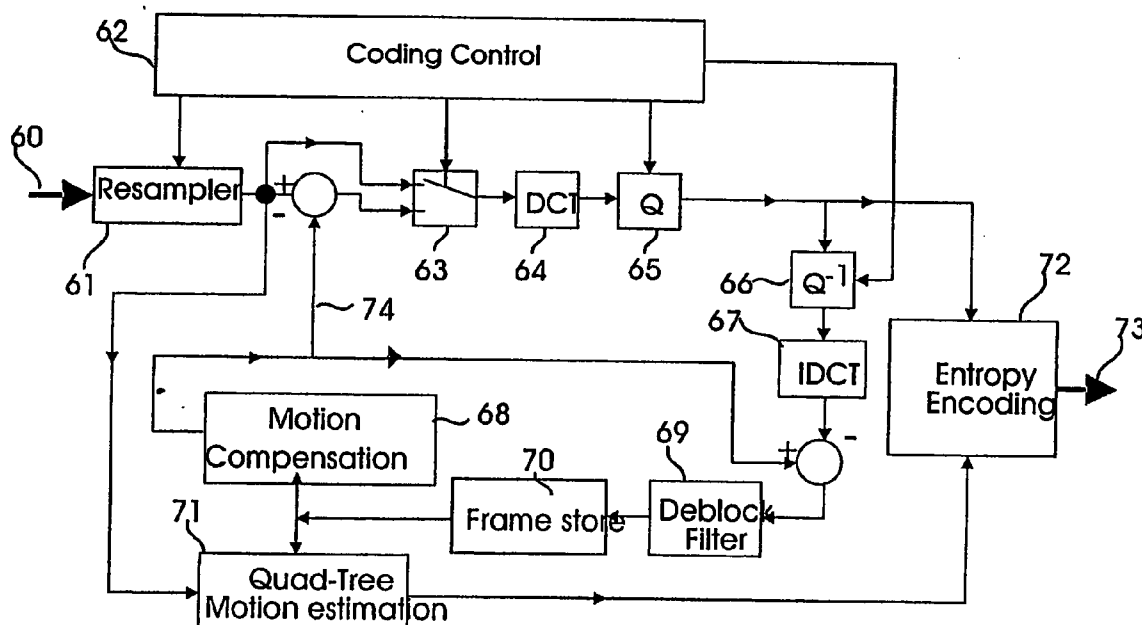 62
Coding Control
60
Resampler
+
-
DCT
Q
61
63
64
65
66
Q-1
72
74
67
73
IDCT
Entropy
Encoding
Motion
Compensation
68
+
-
69
70
Frame store
Deblock
Filter
71
Quad-Tree
Motion estimation